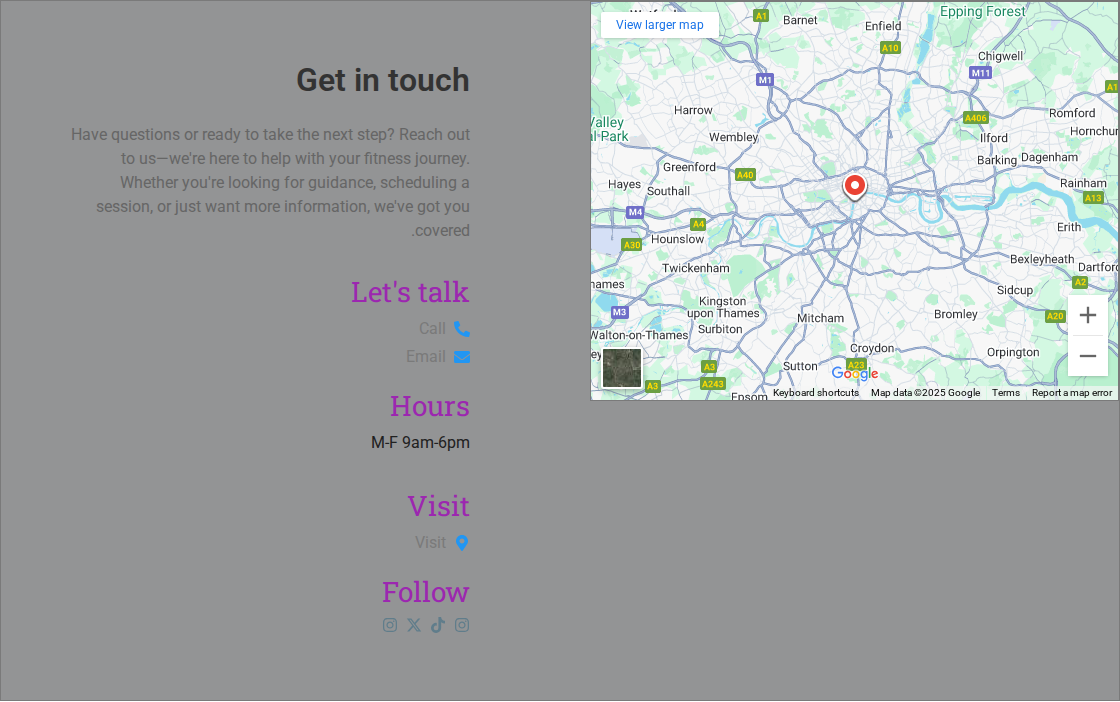 Get in touch
Have questions or ready to take the next step? Reach out
to us—we're here to help with your fitness journey.
Whether you're looking for guidance, scheduling a
session, or just want more information, we've got you
.covered
Let's talk
Call
Email
Hours
M-F 9am-6pm
Visit
Visit
Follow
View larger map
A1
Barnet
Epping Forest
Enfield
A10
Chigwell
M1
M11
A1
Harrow
A406
Romford
Valley
al Park
Wembley
Ilford
Hornchur
Greenford
A40
Barking
Dagenham
Hayes
Southall
Rainham
A13
M4
A4
A30
Hounslow
Erith
Twickenham
Bexleyheath
Dartford
hames
Sidcup
A2
Kingston
upon Thames
M3
Mitcham
Bromley
A20
Surbiton
Walton-on-Thames
Croydon
Orpington
ey
Sutton
A23
A3
A243
A3
Google
Epsom
Keyboard shortcuts
Map data ©2025 Google
Terms
Report a map error